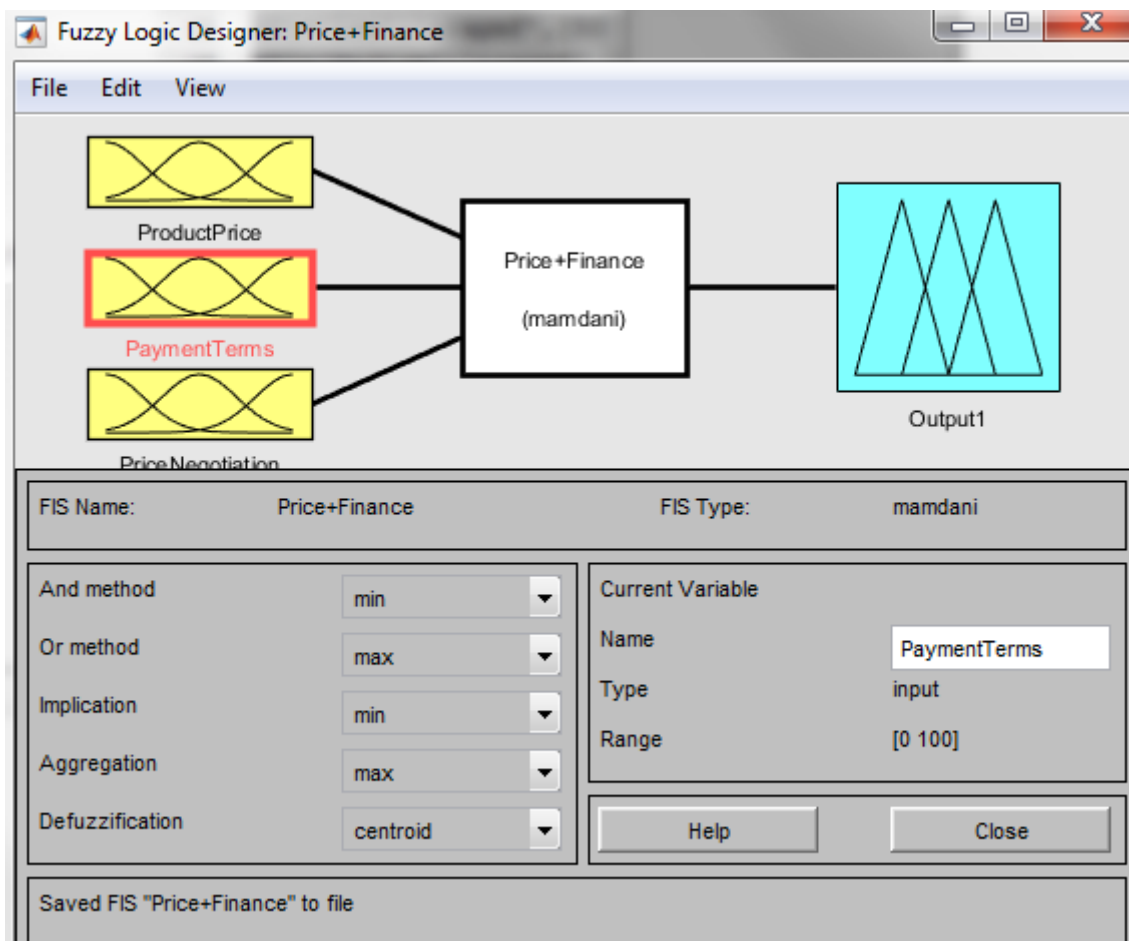 Fuzzy Logic Designer: Price+Finance
File Edit View
ProductPrice
PaymentTerms
PriceNegotiation
Price+Finance
(mamdani)
Output1
FIS Name: Price+Finance FIS Type: mamdani
And method min
Or method max
Implication min
Aggregation max
Defuzzification centroid
Current Variable
Name PaymentTerms
Type input
Range [0 100]
Help Close
Saved FIS "Price+Finance" to file